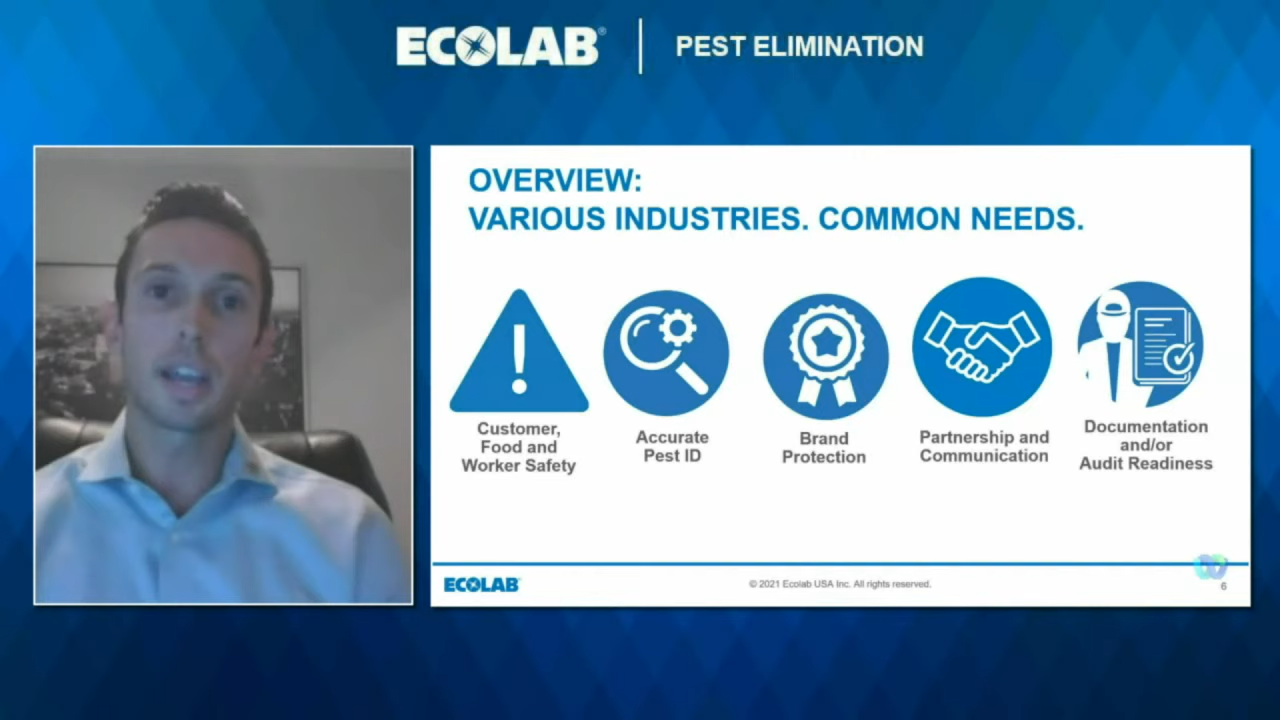 ECOLAB®
PEST ELIMINATION
OVERVIEW:
VARIOUS INDUSTRIES. COMMON NEEDS.
Customer,
Food and
Worker Safety
Accurate
Pest ID
Brand
Protection
Partnership and
Communication
Documentation
and/or
Audit Readiness
ECOLAB
© 2021 Ecolab USA Inc. All rights reserved.
6